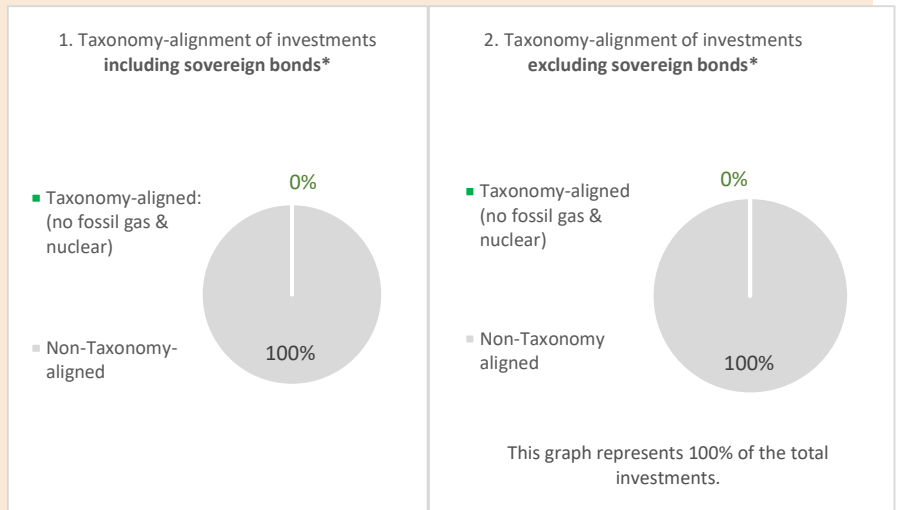 1. Taxonomy-alignment of investments
including sovereign bonds*
0%
Taxonomy-aligned:
(no fossil gas &
nuclear)
Non-Taxonomy-
aligned
100%
2. Taxonomy-alignment of investments
excluding sovereign bonds*
0%
Taxonomy-aligned
(no fossil gas &
nuclear)
Non-Taxonomy
aligned
100%
This graph represents 100% of the total
investments.